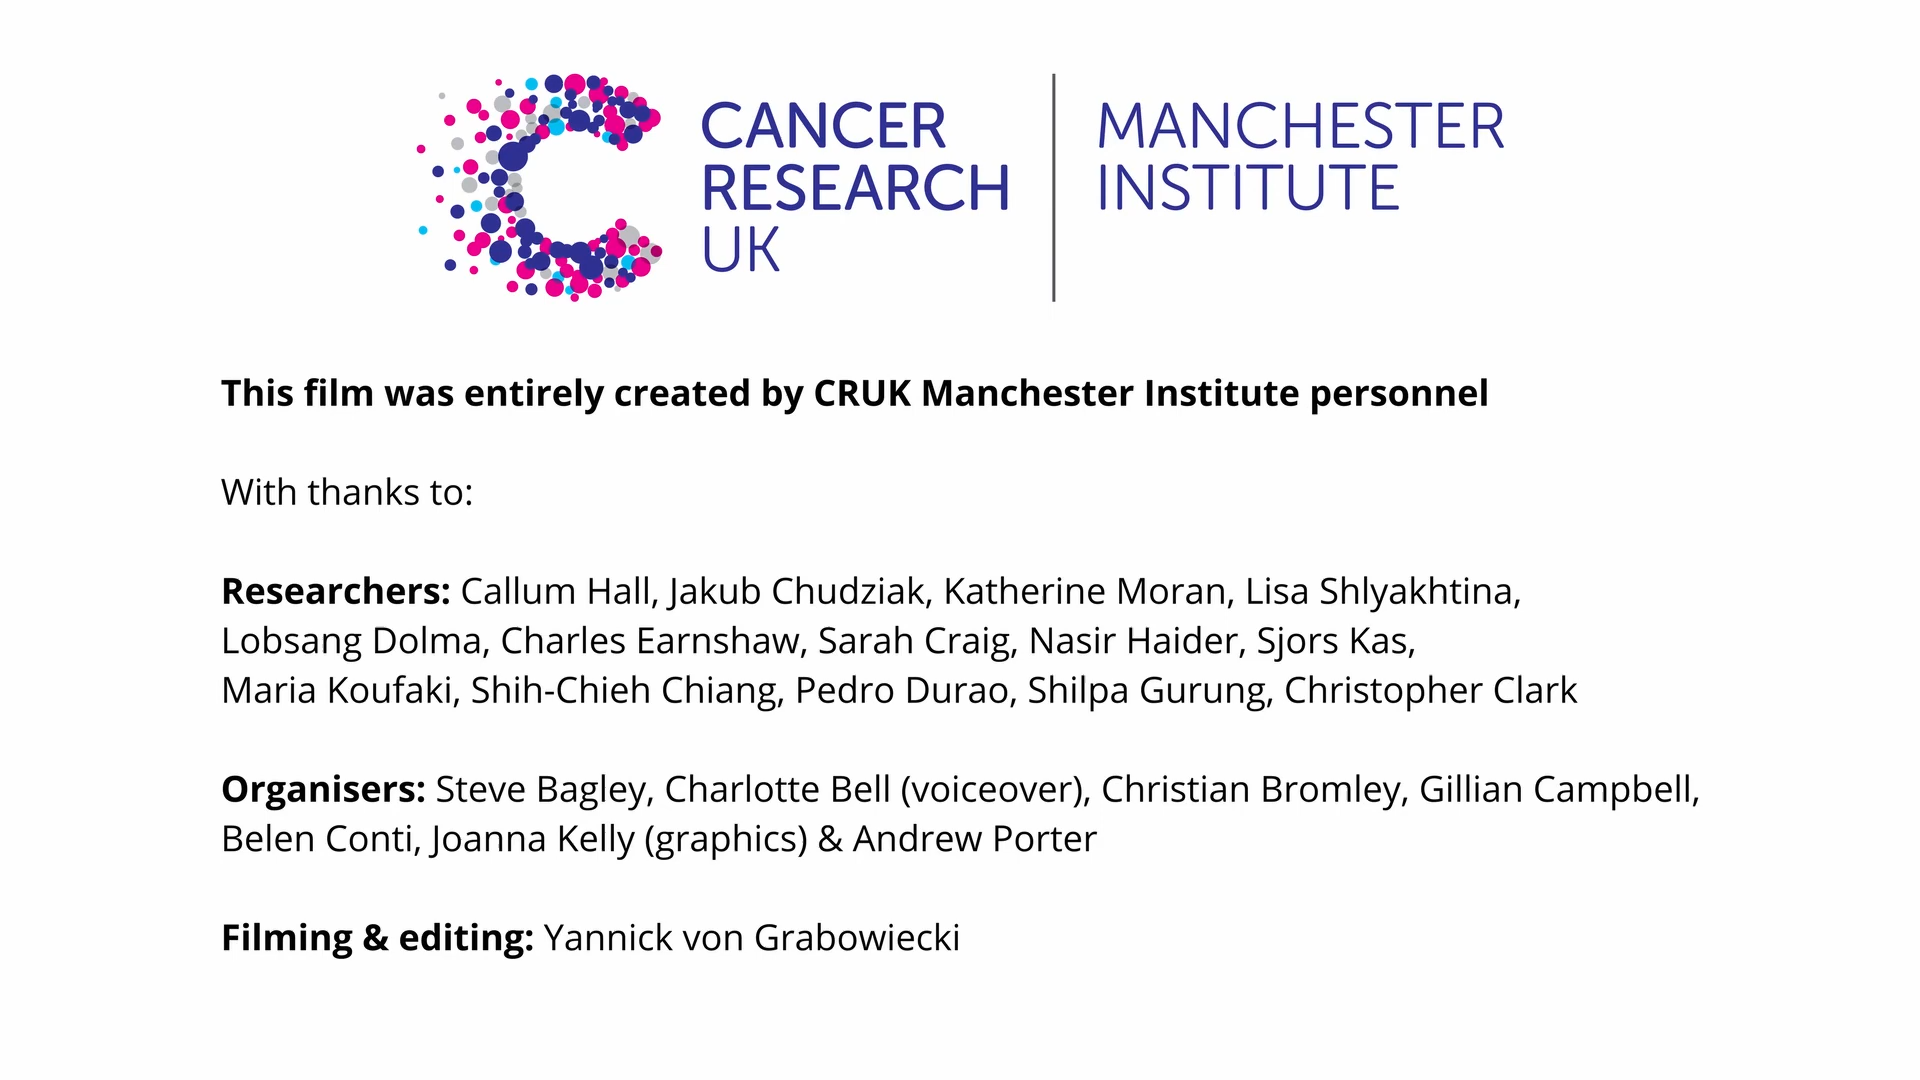 CANCER
RESEARCH
UK
MANCHESTER
INSTITUTE
This film was entirely created by CRUK Manchester Institute personnel
With thanks to:
Researchers: Callum Hall, Jakub Chudziak, Katherine Moran, Lisa Shlyakhtina,
Lobsang Dolma, Charles Earnshaw, Sarah Craig, Nasir Haider, Sjors Kas,
Maria Koufaki, Shih-Chieh Chiang, Pedro Durao, Shilpa Gurung, Christopher Clark
Organisers: Steve Bagley, Charlotte Bell (voiceover), Christian Bromley, Gillian Campbell,
Belen Conti, Joanna Kelly (graphics) & Andrew Porter
Filming & editing: Yannick von Grabowiecki